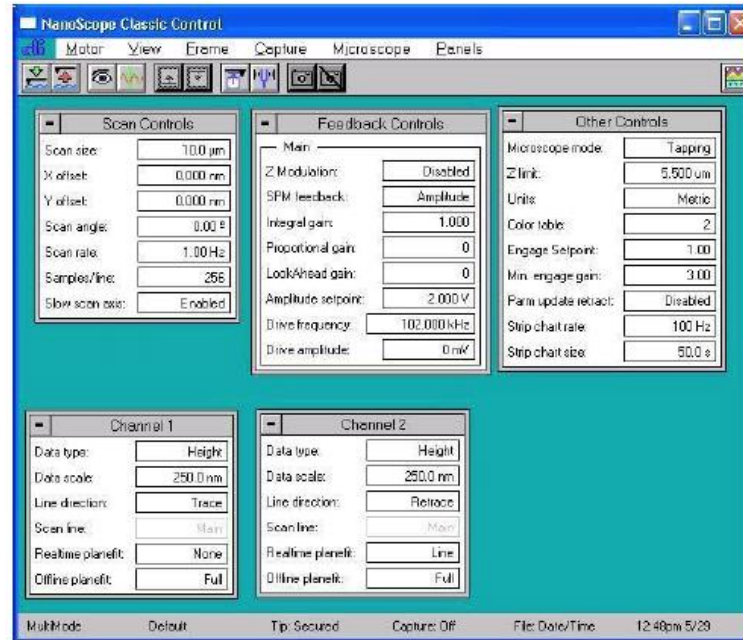 NanoScope Classic Control
Motor View Frame Capture Microscope Panels
Scan Controls
Scan size: 10.0 µm
X offset: 0.000 nm
Y offset: 0.000 nm
Scan angle: 0.00 º
Scan rate: 1.00 Hz
Samples/line: 256
Slow scan axis: Enabled
Feedback Controls
Main
Z Modulation: Disabled
SPM feedback: Amplitude
Integral gain: 1.000
Proportional gain: 0
LookAhead gain: 0
Amplitude setpoint: 2.000 V
Drive frequency: 102.000 kHz
Drive amplitude: 0 mV
Other Controls
Microscope mode: Tapping
Z limit: 5.500 um
Units: Metric
Color table: 2
Engage Setpoint: 1.00
Min. engage gain: 3.00
Parm update retract: Disabled
Strip chart rate: 100 Hz
Strip chart size: 50.0 s
Channel 1
Data type: Height
Data scale: 250.0 nm
Line direction: Trace
Scan line: Main
Realtime planefit: None
Offline planefit: Full
Channel 2
Data type: Height
Data scale: 250.0 nm
Line direction: Retrace
Scan line: Main
Realtime planefit: Line
Offline planefit: Full
MultiMode Default Tip: Secured Capture: Off File: Date/Time 12:48pm 5/29